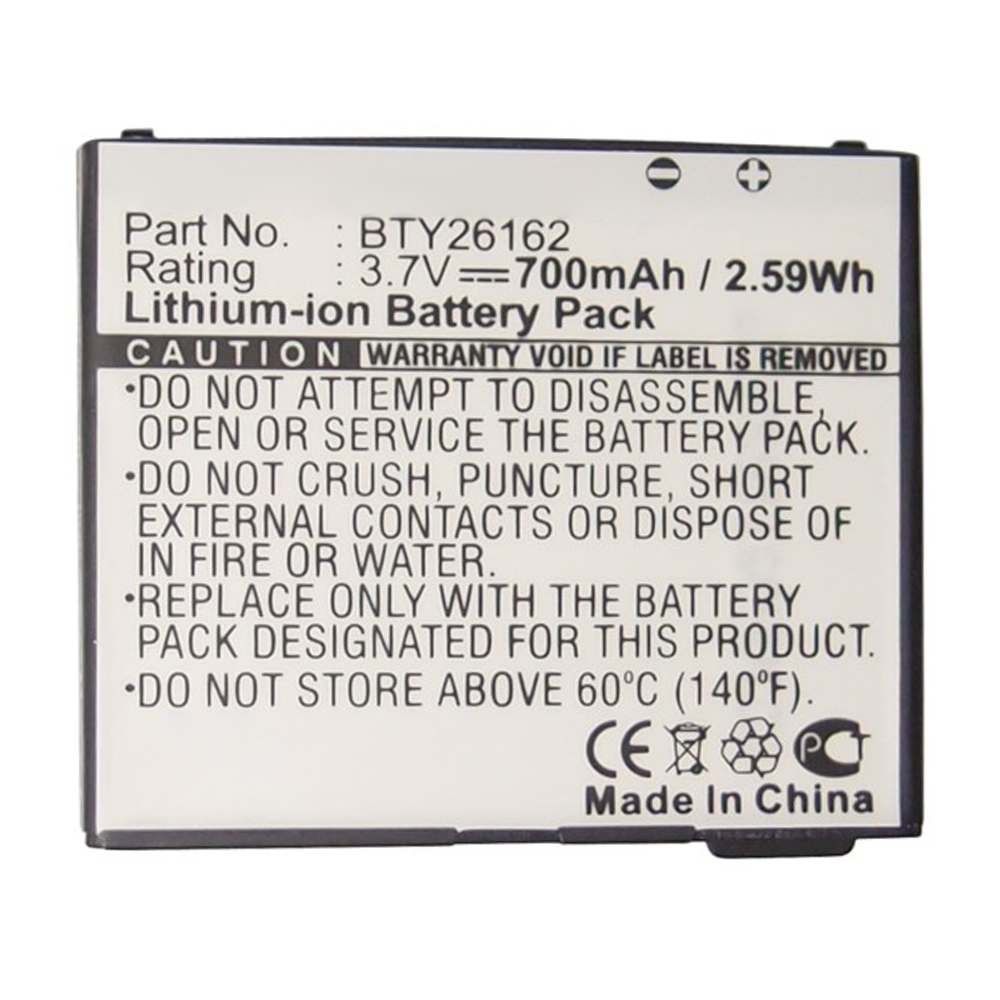 Part No. : BTY26162
Rating : 3.7V⎓700mAh / 2.59Wh
Lithium-ion Battery Pack
CAUTION WARRANTY VOID IF LABEL IS REMOVED
•DO NOT ATTEMPT TO DISASSEMBLE,
OPEN OR SERVICE THE BATTERY PACK.
•DO NOT CRUSH, PUNCTURE, SHORT
EXTERNAL CONTACTS OR DISPOSE OF
IN FIRE OR WATER.
•REPLACE ONLY WITH THE BATTERY
PACK DESIGNATED FOR THIS PRODUCT.
•DO NOT STORE ABOVE 60°C (140°F).
CE PCT
Made In China